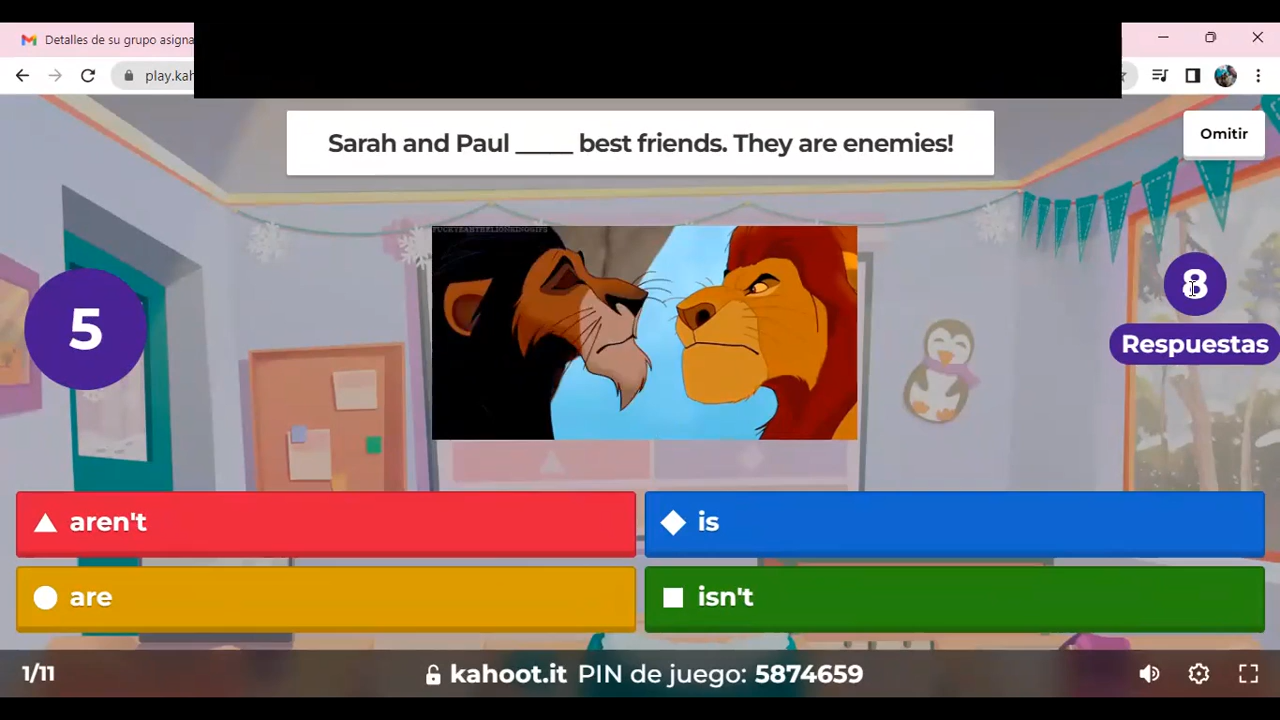 Detalles de su grupo asigna
play.kah
Sarah and Paul _____ best friends. They are enemies!
Omitir
5
8
Respuestas
aren't
is
are
isn't
1/11
kahoot.it PIN de juego: 5874659